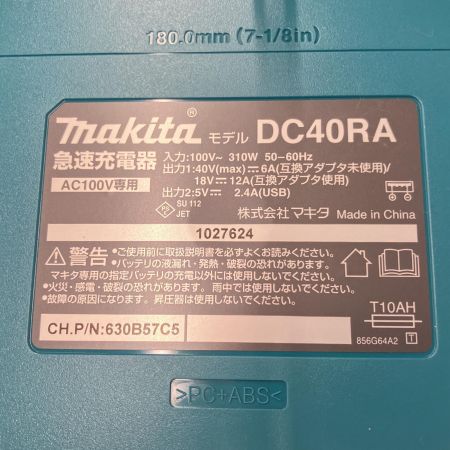 180.0mm (7-1/8in)
makita® モデル DC40RA
急速充電器
AC100V専用
入力:100V~ 310W 50-60Hz
出力1:40V(max)⎓6A(互換アダプタ未使用)/
18V⎓12A(互換アダプタ使用)
出力2:5V⎓ 2.4A(USB)
PS
E
SU 112
JET
株式会社マキタ Made in China
1027624
⚠警告
•ご使用前に取扱説明書を必ずよくお読みください。
•バッテリの液漏れ・発熱・破裂の恐れがあります。
マキタ専用の指定バッテリの充電以外には使用しないでください。
•火災・感電・破裂の恐れあり。雨中では使用しないでください。
•故障の原因になります。昇圧器は使用しないでください。
T10AH
CH.P/N:630B57C5
856G64A2 T
>PC+ABS<